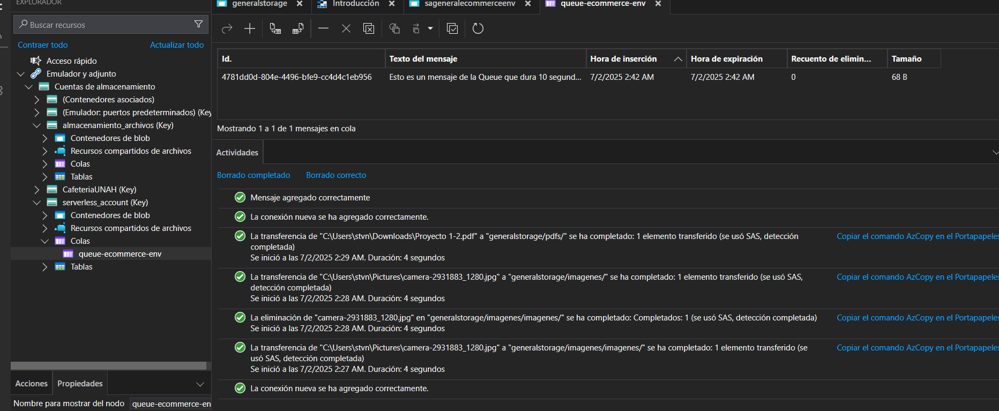 EXPLORADOR
Buscar recursos
Contraer todo
Actualizar todo
Acceso rápido
Emulador y adjunto
Cuentas de almacenamiento
(Contenedores asociados)
(Emulador: puertos predeterminados) (Key
almacenamiento_archivos (Key)
Contenedores de blob
Recursos compartidos de archivos
Colas
Tablas
CafeteriaUNAH (Key)
serverless_account (Key)
Contenedores de blob
Recursos compartidos de archivos
Colas
queue-ecommerce-env
Tablas
Acciones
Propiedades
Nombre para mostrar del nodo
queue-ecommerce-en
generalstorage
Introducción
sageneralecommerceenv
queue-ecommerce-env
Id.
Texto del mensaje
Hora de inserción
Hora de expiración
Recuento de elimin...
Tamaño
4781dd0d-804e-4496-bfe9-cc4d4c1eb956
Esto es un mensaje de la Queue que dura 10 segund...
7/2/2025 2:42 AM
7/2/2025 2:42 AM
0
68 B
Mostrando 1 a 1 de 1 mensajes en cola
Actividades
Borrado completado
Borrado correcto
Mensaje agregado correctamente
La conexión nueva se ha agregado correctamente.
La transferencia de "C:\Users\stvn\Downloads\Proyecto 1-2.pdf" a "generalstorage/pdfs/" se ha completado: 1 elemento transferido (se usó SAS, detección
completada)
Se inició a las 7/2/2025 2:29 AM. Duración: 4 segundos
Copiar el comando AzCopy en el Portapapeles
La transferencia de "C:\Users\stvn\Pictures\camera-2931883_1280.jpg" a "generalstorage/imagenes/" se ha completado: 1 elemento transferido (se usó SAS,
detección completada)
Se inició a las 7/2/2025 2:28 AM. Duración: 4 segundos
Copiar el comando AzCopy en el Portapapeles
La eliminación de "camera-2931883_1280.jpg" en "generalstorage/imagenes/imagenes/" se ha completado: Completados: 1 (se usó SAS, detección completada)
Se inició a las 7/2/2025 2:28 AM. Duración: 4 segundos
Copiar el comando AzCopy en el Portapapeles
La transferencia de "C:\Users\stvn\Pictures\camera-2931883_1280.jpg" a "generalstorage/imagenes/imagenes/" se ha completado: 1 elemento transferido (se
usó SAS, detección completada)
Se inició a las 7/2/2025 2:27 AM. Duración: 4 segundos
Copiar el comando AzCopy en el Portapapeles
La conexión nueva se ha agregado correctamente.